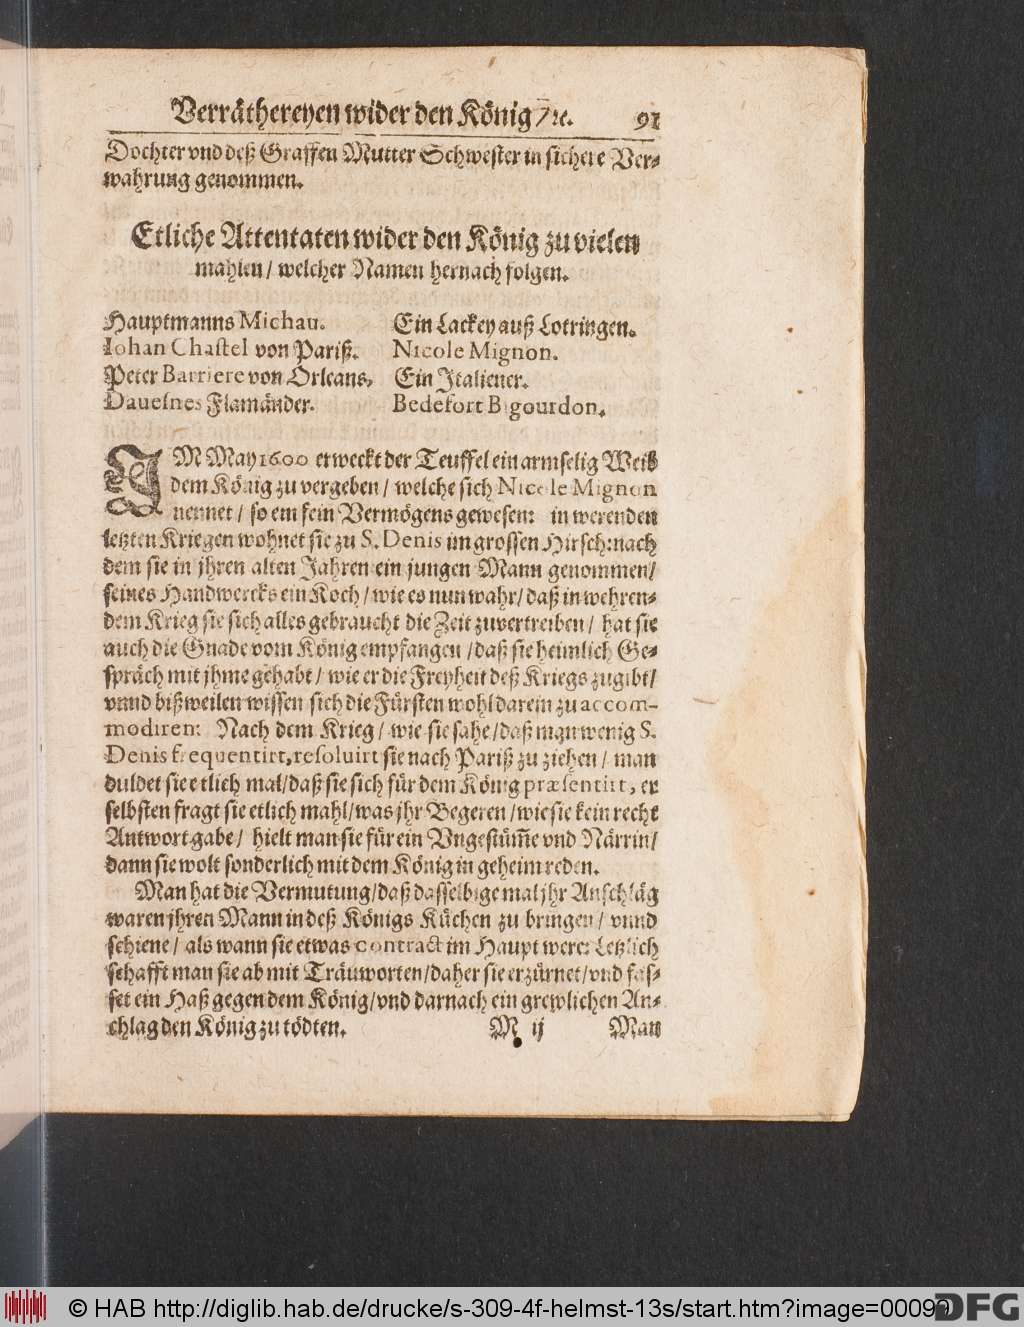 Verräthereyen wider den König / ꝛc. 91
Dochter vnd deß Graffen Mutter Schwester in sichere Ver⸗
wahrung genommen.
Etliche Attentaten wider den König zu vielen
mahlen / welcher Namen hernach folgen.
Hauptmanns Michau. Ein Lackey auß Lotringen.
Iohan Chastel von Pariß. Nicole Mignon.
Peter Barriere von Orleans. Ein Italiener.
Dauesnes Flamänder. Bedefort Bigourdon.
IM May 1600 erweckt der Teuffel ein armselig Weib
dem König zu vergeben / welche sich Nicole Mignon
nennet / so ein fein Vermögens gewesen: in werenden
letzten Kriegen wohnet sie zu S. Denis im grossen Hirsch: nach
dem sie in jhren alten Jahren ein jungen Mann genommen /
seines Handwercks ein Koch / wie es nun wahr / daß in wehren⸗
dem Krieg sie sich alles gebraucht die Zeit zuvertreiben / hat sie
auch die Gnade vom König empfangen / daß sie heimlich Ge⸗
spräch mit jhme gehabt / wie er die Freyheit deß Kriegs zugibt /
vnnd bißweilen wissen sich die Fürsten wohl darein zu accom-
modiren: Nach dem Krieg / wie sie sahe / daß man wenig S.
Denis frequentirt, resoluirt sie nach Pariß zu ziehen / man
duldet sie etlich mal / daß sie sich für dem König præsentirt, er
selbsten fragt sie etlich mahl / was jhr Begeren / wie sie kein recht
Antwort gabe / hielt man sie für ein Vngestüm̄e vnd Närrin /
dann sie wolt sonderlich mit dem König in geheim reden.
Man hat die Vermutung / daß dasselbige mal jhr Anschläg
waren jhren Mann in deß Königs Küchen zu bringen / vnnd
schiene / als wann sie etwas contract im Haupt were: Letzlich
schafft man sie ab mit Träuworten / daher sie erzürnet / vnd fas⸗
set ein Haß gegen dem König / vnd darnach ein grewlichen An⸗
schlag den König zu tödten.
M ij Man
© HAB http://diglib.hab.de/drucke/s-309-4f-helmst-13s/start.htm?image=00099
DFG